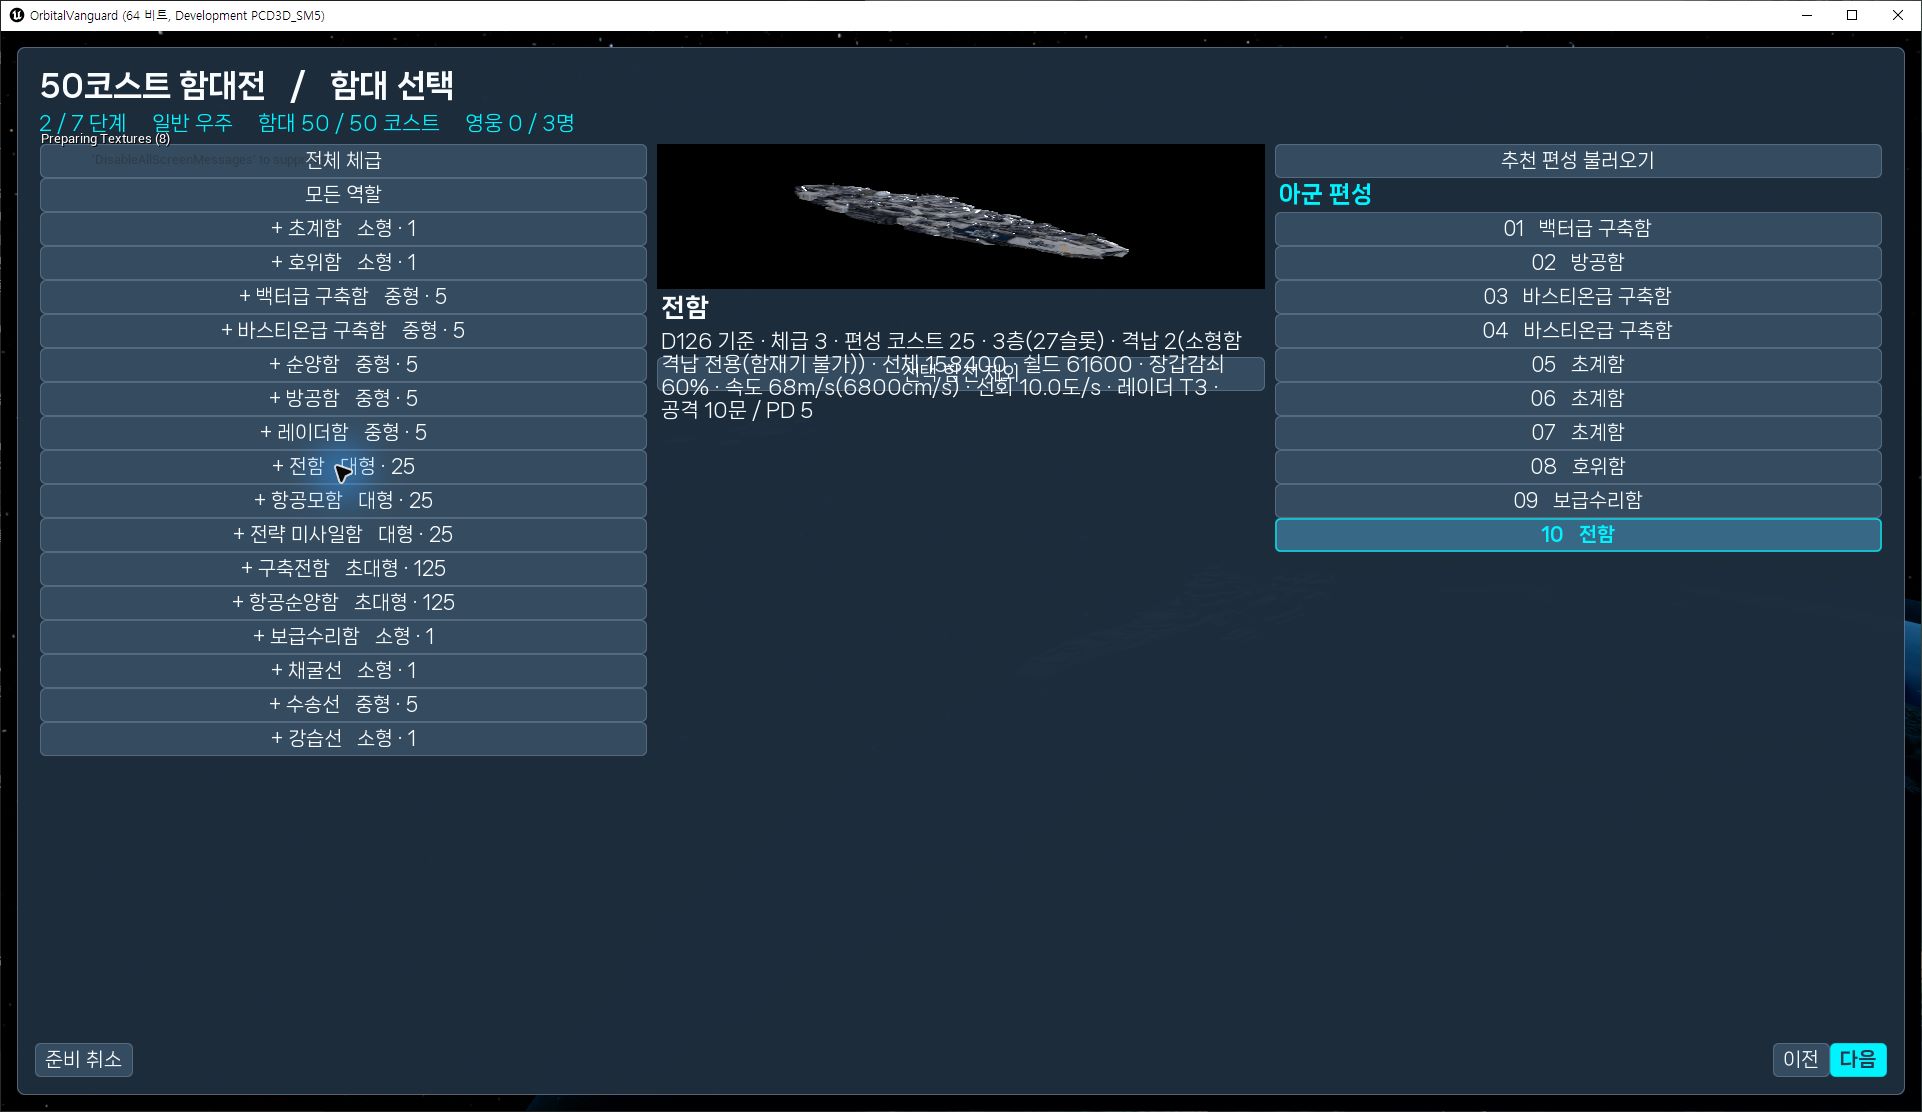 OrbitalVanguard (64 비트, Development PCD3D_SM5)
50코스트 함대전 / 함대 선택
2 / 7 단계 일반 우주 함대 50 / 50 코스트 영웅 0 / 3명
Preparing Textures (8)
'DisableAllScreenMessages' to supp
전체 체급
모든 역할
+ 초계함 소형 · 1
+ 호위함 소형 · 1
+ 백터급 구축함 중형 · 5
+ 바스티온급 구축함 중형 · 5
+ 순양함 중형 · 5
+ 방공함 중형 · 5
+ 레이더함 중형 · 5
+ 전함 대형 · 25
+ 항공모함 대형 · 25
+ 전략 미사일함 대형 · 25
+ 구축전함 초대형 · 125
+ 항공순양함 초대형 · 125
+ 보급수리함 소형 · 1
+ 채굴선 소형 · 1
+ 수송선 중형 · 5
+ 강습선 소형 · 1
전함
D126 기준 · 체급 3 · 편성 코스트 25 · 3층(27슬롯) · 격납 2(소형함
격납 전용(함재기 불가)) · 선체 158400 · 쉴드 61600 · 장갑감쇠
선택 함선 제외
60% · 속도 68m/s(6800cm/s) · 선회 10.0도/s · 레이더 T3 ·
공격 10문 / PD 5
추천 편성 불러오기
아군 편성
01 백터급 구축함
02 방공함
03 바스티온급 구축함
04 바스티온급 구축함
05 초계함
06 초계함
07 초계함
08 호위함
09 보급수리함
10 전함
준비 취소
이전
다음